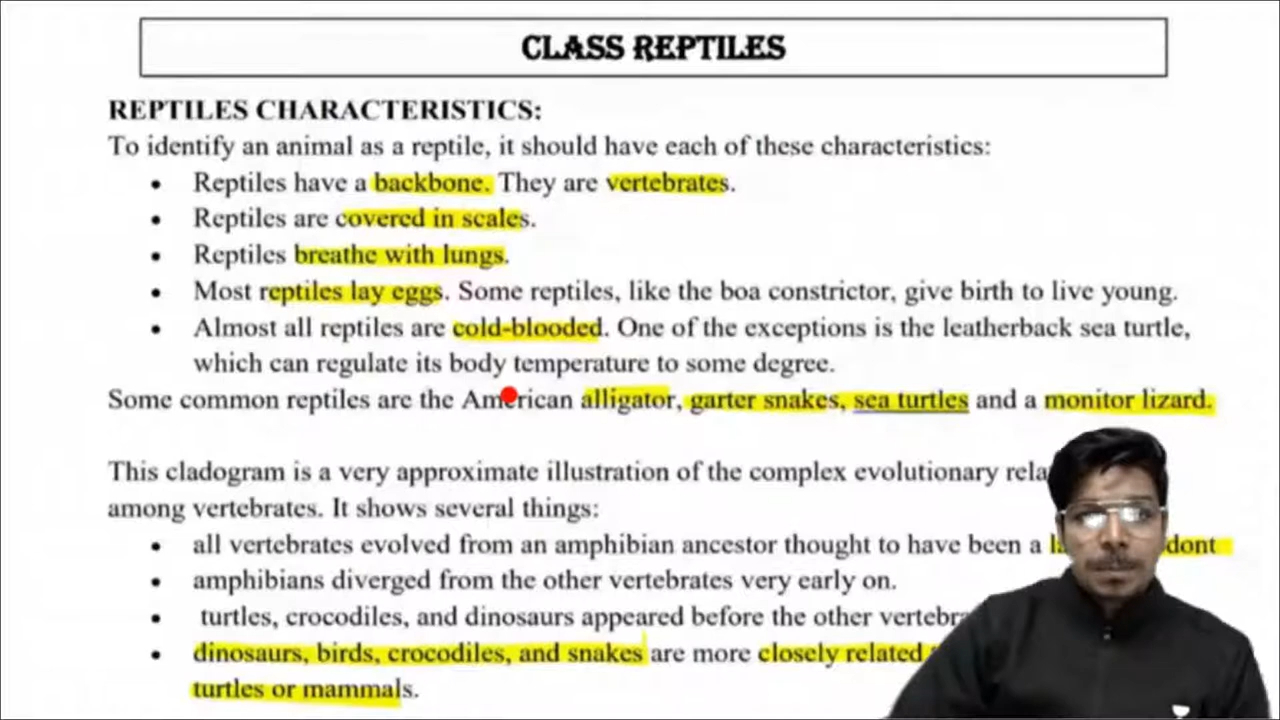 CLASS REPTILES
REPTILES CHARACTERISTICS:
To identify an animal as a reptile, it should have each of these characteristics:
• Reptiles have a backbone. They are vertebrates.
• Reptiles are covered in scales.
• Reptiles breathe with lungs.
• Most reptiles lay eggs. Some reptiles, like the boa constrictor, give birth to live young.
• Almost all reptiles are cold-blooded. One of the exceptions is the leatherback sea turtle,
which can regulate its body temperature to some degree.
Some common reptiles are the American alligator, garter snakes, sea turtles and a monitor lizard.
This cladogram is a very approximate illustration of the complex evolutionary
among vertebrates. It shows several things:
• all vertebrates evolved from an amphibian ancestor thought to have been a
• amphibians diverged from the other vertebrates very early on.
• turtles, crocodiles, and dinosaurs appeared before the other
• dinosaurs, birds, crocodiles, and snakes are more closely related
turtles or mammals.